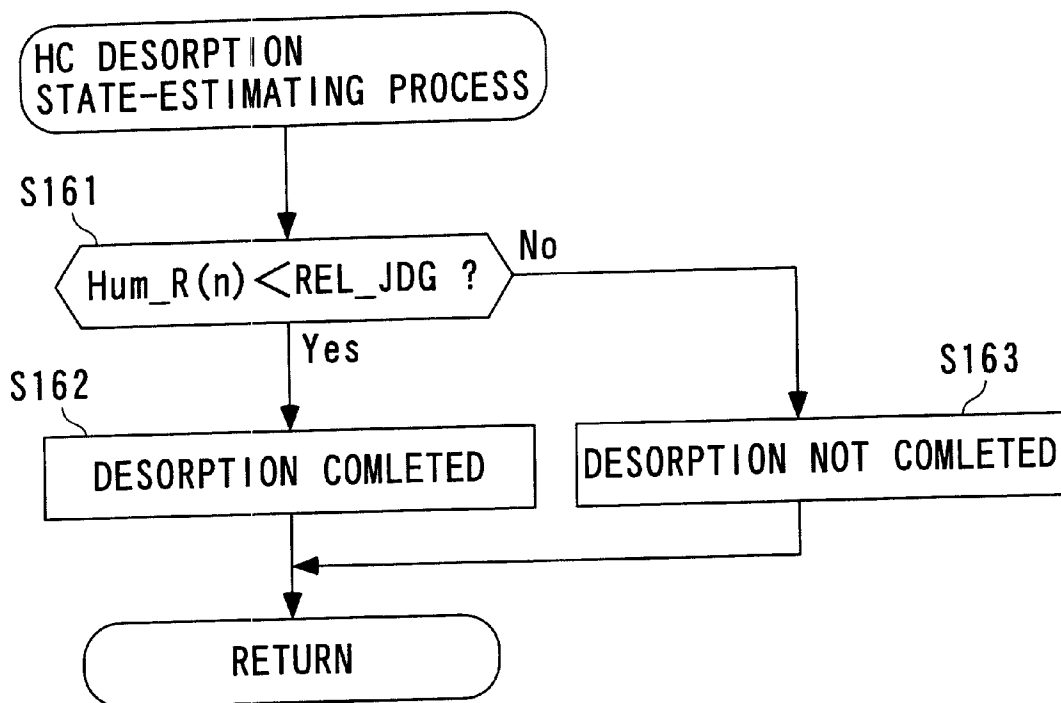 HC DESORPTION
STATE-ESTIMATING PROCESS
S161
Hum_R(n)<REL_JDG ?
No
Yes
S162
S163
DESORPTION COMLETED
DESORPTION NOT COMLETED
RETURN